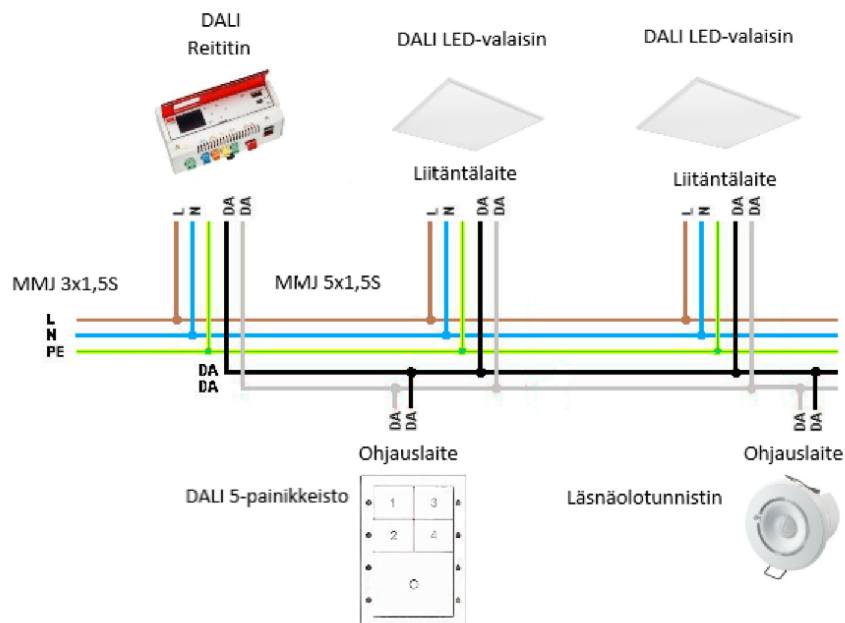 DALI
Reititin
DALI LED-valaisin
DALI LED-valaisin
Liitäntälaite
Liitäntälaite
L N DA DA
L N DA DA
L N DA DA
MMJ 3x1,5S
MMJ 5x1,5S
L
N
PE
DA
DA
DA DA
DA DA
Ohjauslaite
Ohjauslaite
DALI 5-painikkeisto
Läsnäolotunnistin
1 3
2 4
O